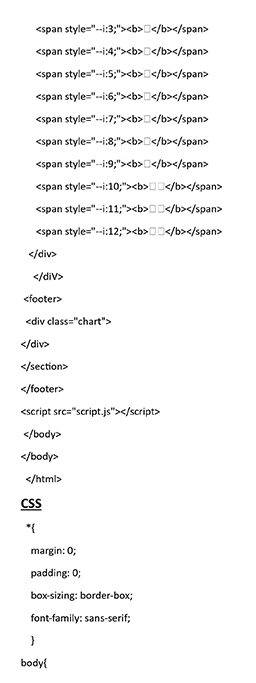 <span style="--i:3;"><b>□</b></span>
<span style="--i:4;"><b>□</b></span>
<span style="--i:5;"><b>□</b></span>
<span style="--i:6;"><b>□</b></span>
<span style="--i:7;"><b>□</b></span>
<span style="--i:8;"><b>□</b></span>
<span style="--i:9;"><b>□</b></span>
<span style="--i:10;"><b>□□</b></span>
<span style="--i:11;"><b>□□</b></span>
<span style="--i:12;"><b>□□</b></span>
</div>
</diV>
<footer>
<div class="chart">
</div>
</section>
</footer>
<script src="script.js"></script>
</body>
</body>
</html>
CSS
*{
margin: 0;
padding: 0;
box-sizing: border-box;
font-family: sans-serif;
}
body{